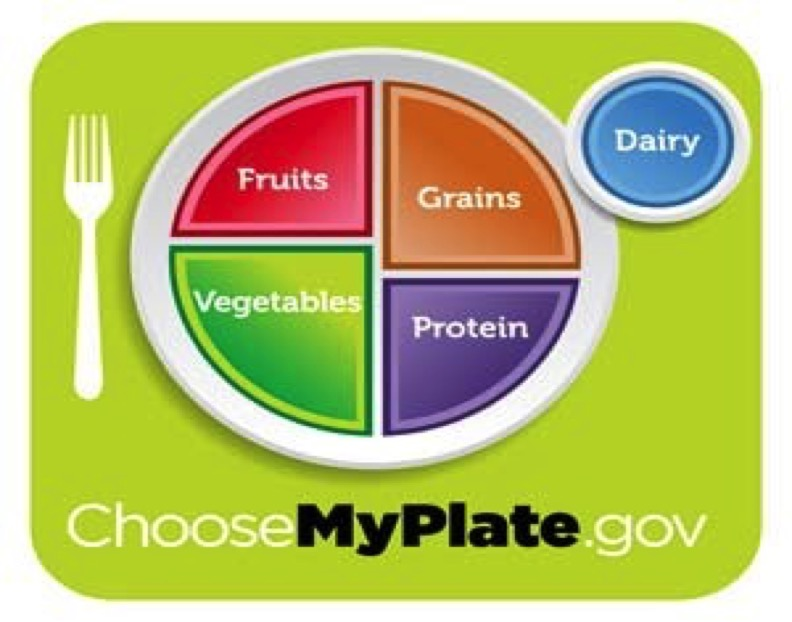 Fruits
Grains
Dairy
Vegetables
Protein
ChooseMyPlate.gov